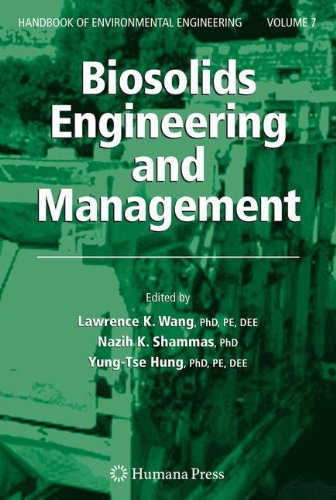 HANDBOOK OF ENVIRONMENTAL ENGINEERING VOLUME 7
Biosolids
Engineering
and
Management
Edited by
Lawrence K. Wang, PhD, PE, DEE
Nazih K. Shammas, PhD
Yung-Tse Hung, PhD, PE, DEE
Humana Press